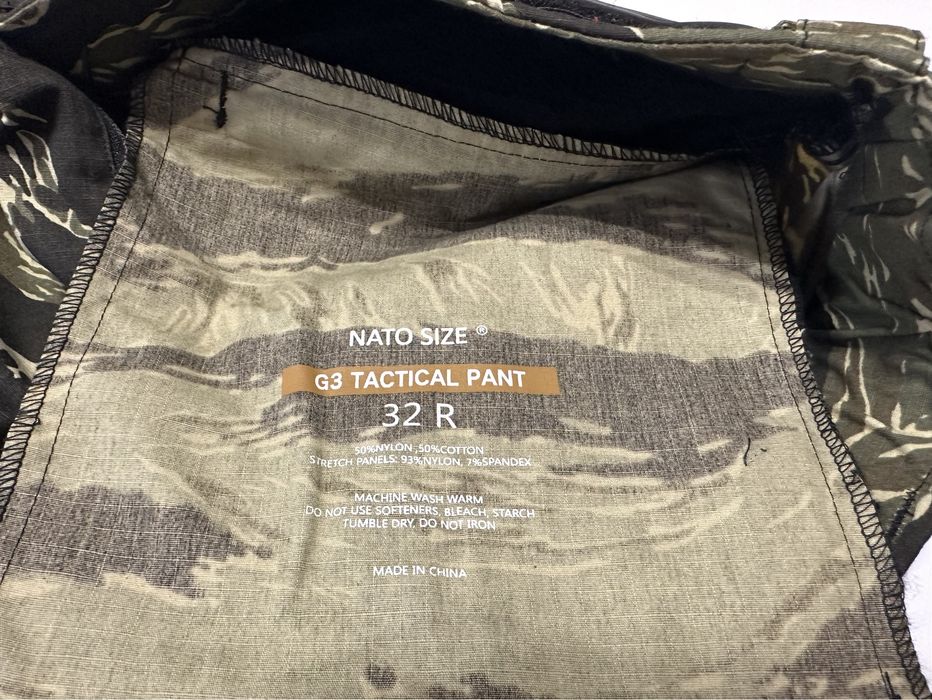 NATO SIZE ®
G3 TACTICAL PANT
32 R
50%NYLON ,50%COTTON
STRETCH PANELS: 93%NYLON, 7%SPANDEX
MACHINE WASH WARM
DO NOT USE SOFTENERS, BLEACH, STARCH
TUMBLE DRY, DO NOT IRON
MADE IN CHINA